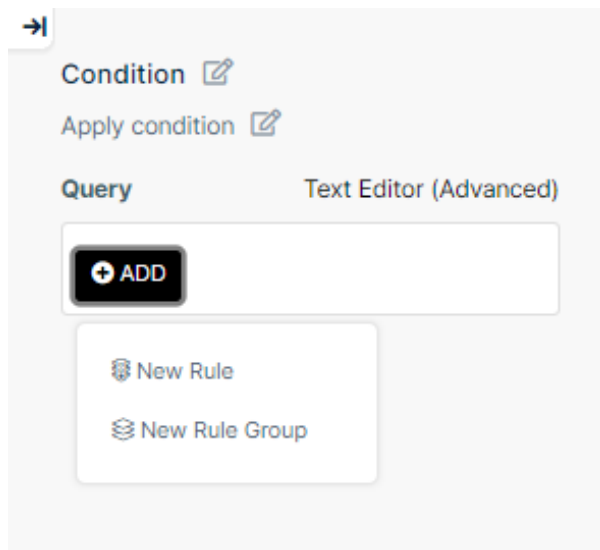 Condition
Apply condition
Query Text Editor (Advanced)
ADD
New Rule
New Rule Group